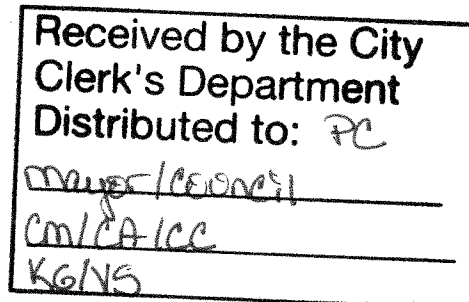 Received by the City
Clerk's Department
Distributed to: PC
Mayor/Council
CM/CA/CC
KG/VS